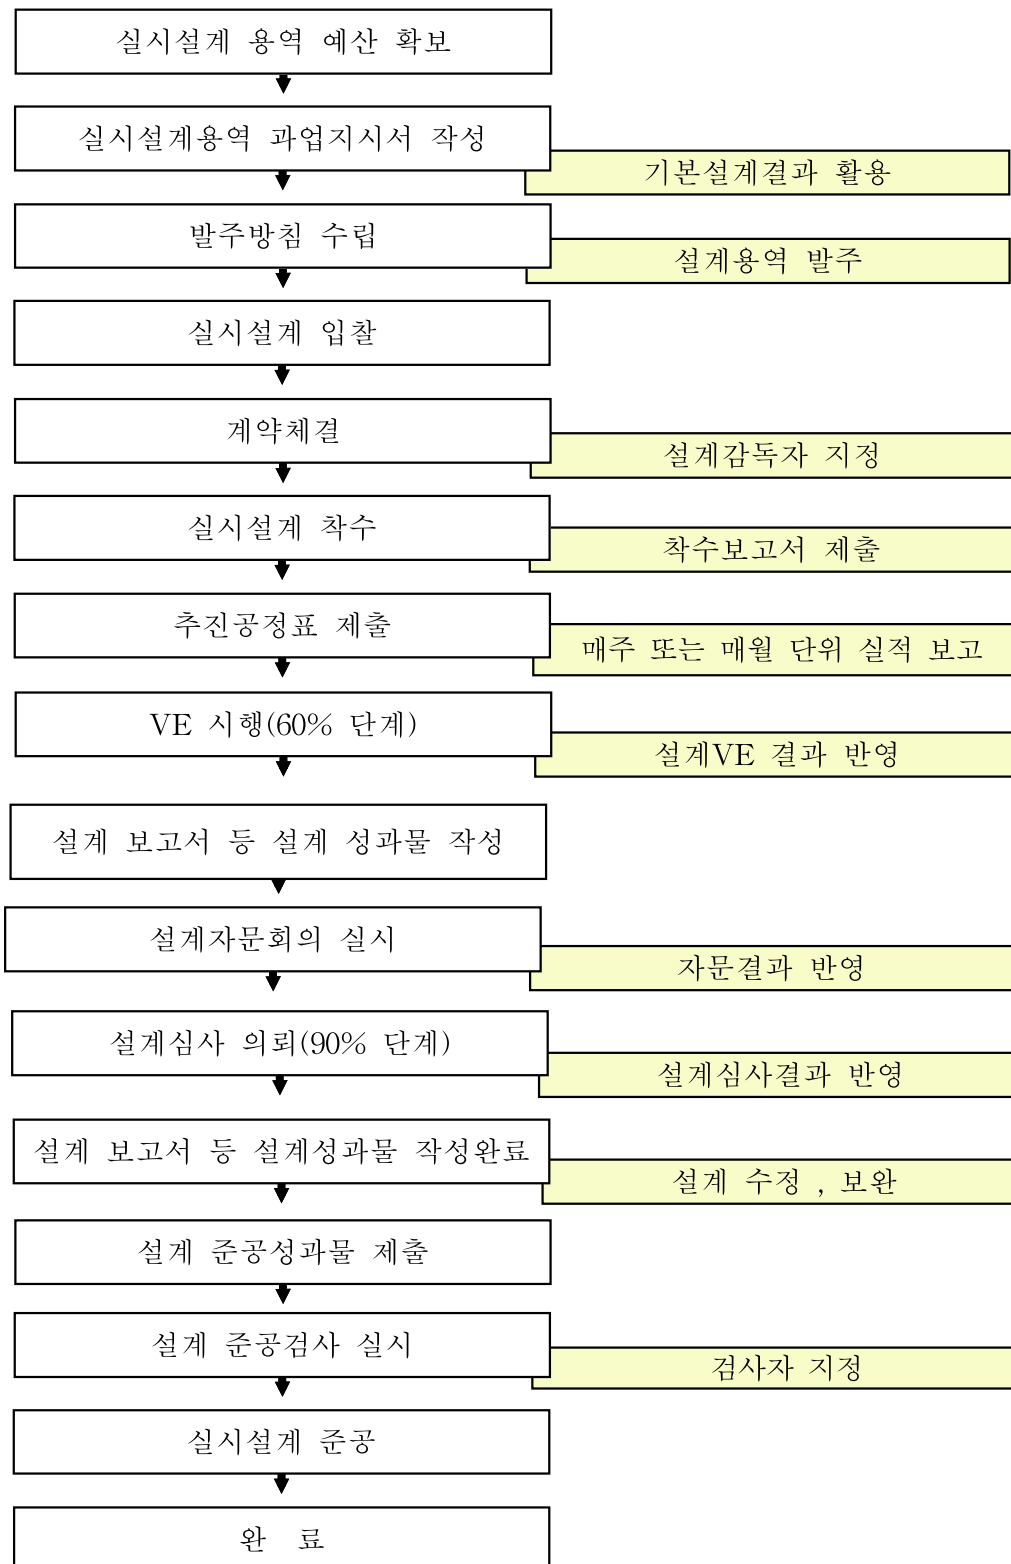 실시설계 용역 예산 확보
실시설계용역 과업지시서 작성
기본설계결과 활용
발주방침 수립
설계용역 발주
실시설계 입찰
계약체결
설계감독자 지정
실시설계 착수
착수보고서 제출
추진공정표 제출
매주 또는 매월 단위 실적 보고
VE 시행(60% 단계)
설계VE 결과 반영
설계 보고서 등 설계 성과물 작성
설계자문회의 실시
자문결과 반영
설계심사 의뢰(90% 단계)
설계심사결과 반영
설계 보고서 등 설계성과물 작성완료
설계 수정 , 보완
설계 준공성과물 제출
설계 준공검사 실시
검사자 지정
실시설계 준공
완 료